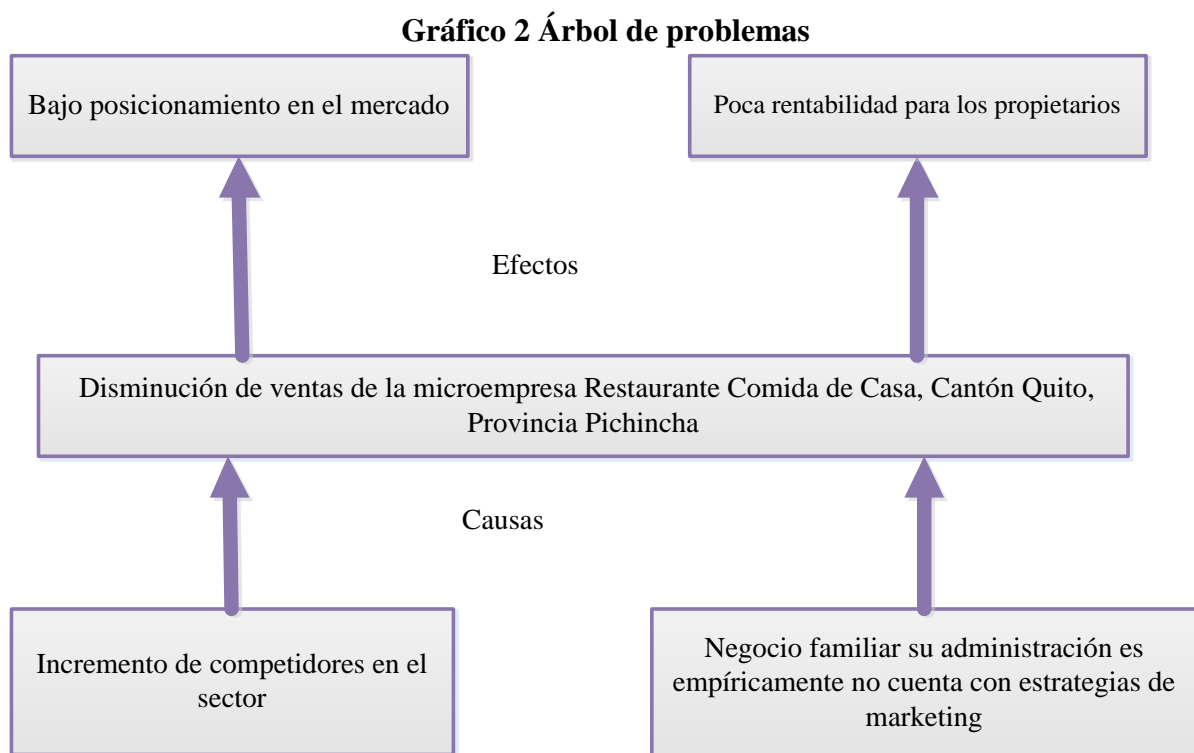 Gráfico 2 Árbol de problemas
Bajo posicionamiento en el mercado
Poca rentabilidad para los propietarios
Efectos
Disminución de ventas de la microempresa Restaurante Comida de Casa, Cantón Quito,
Provincia Pichincha
Causas
Incremento de competidores en el
sector
Negocio familiar su administración es
empíricamente no cuenta con estrategias de
marketing